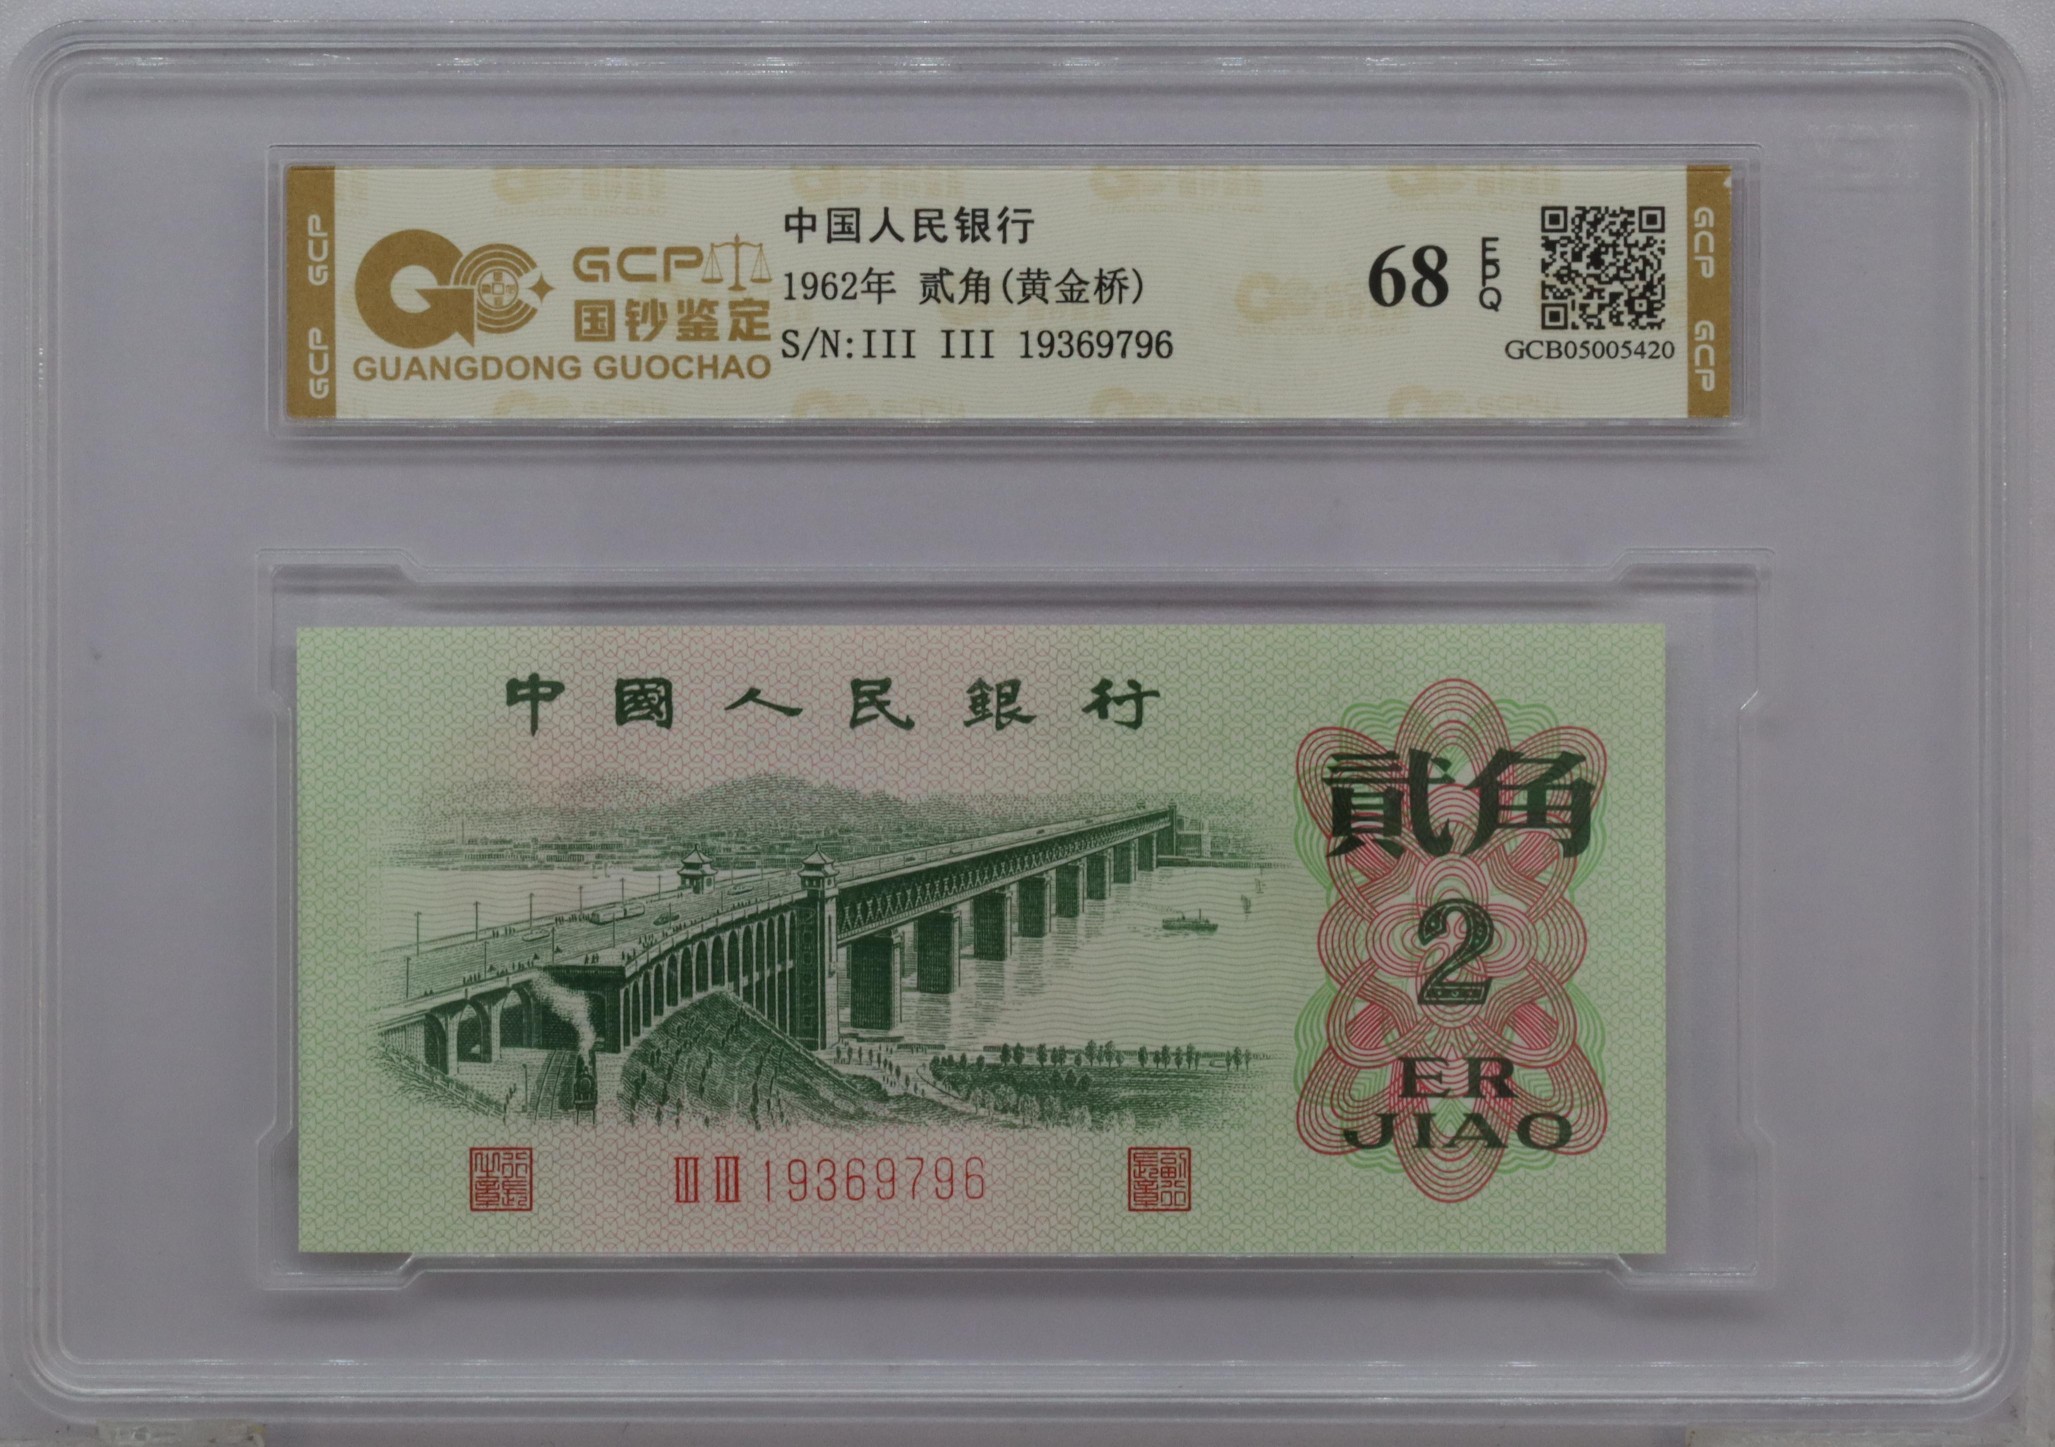 GCP GCP
GCP
国钞鉴定
GUANGDONG GUOCHAO
中国人民银行
1962年 贰角(黄金桥)
S/N:III III 19369796
68 EPQ
GCB05005420
GCP GCP
中國人民銀行
貳角
2
ER
JIAO
III III 19369796